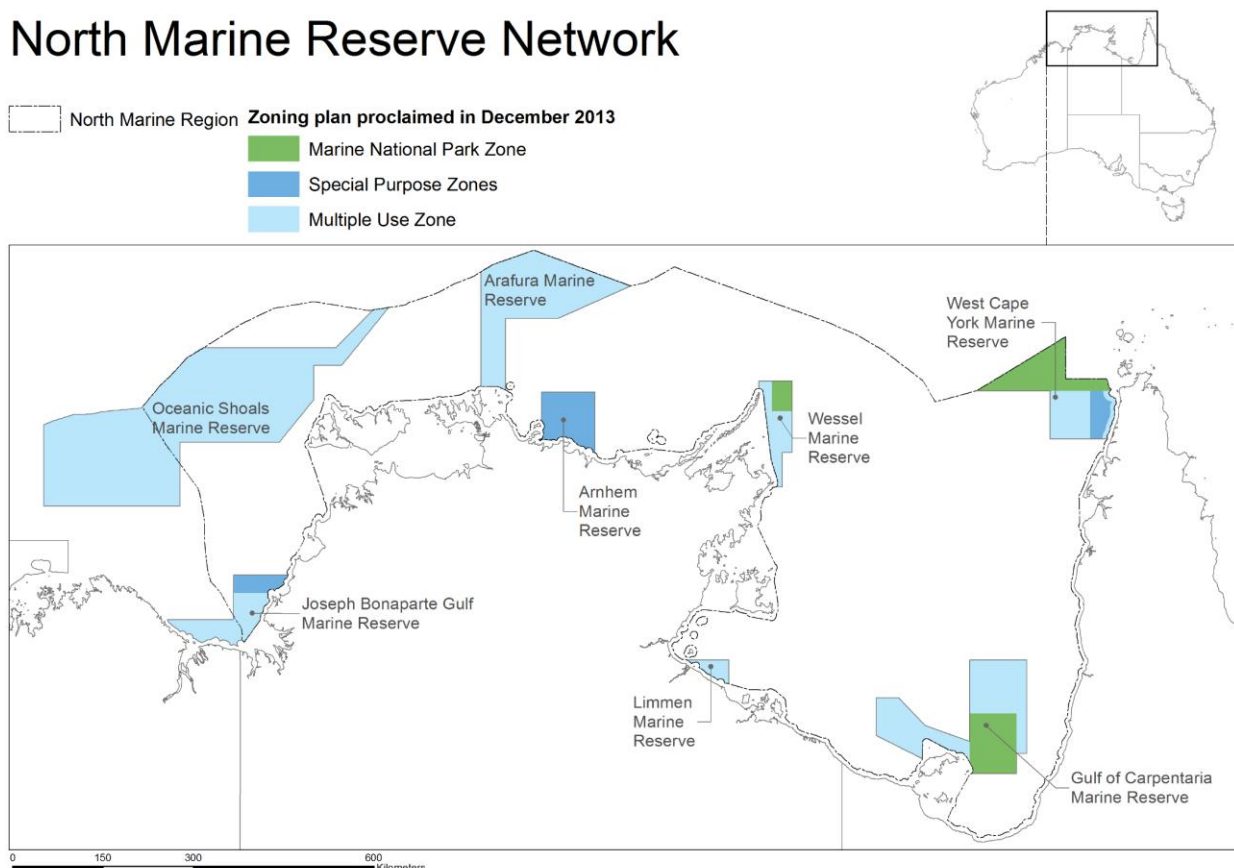 North Marine Reserve Network
North Marine Region
Zoning plan proclaimed in December 2013
Marine National Park Zone
Special Purpose Zones
Multiple Use Zone
Arafura Marine
Reserve
West Cape
York Marine
Reserve
Oceanic Shoals
Marine Reserve
Wessel
Marine
Reserve
Arnhem
Marine
Reserve
Joseph Bonaparte Gulf
Marine Reserve
Limmen
Marine
Reserve
Gulf of Carpentaria
Marine Reserve
0 150 300 600
Kilometers